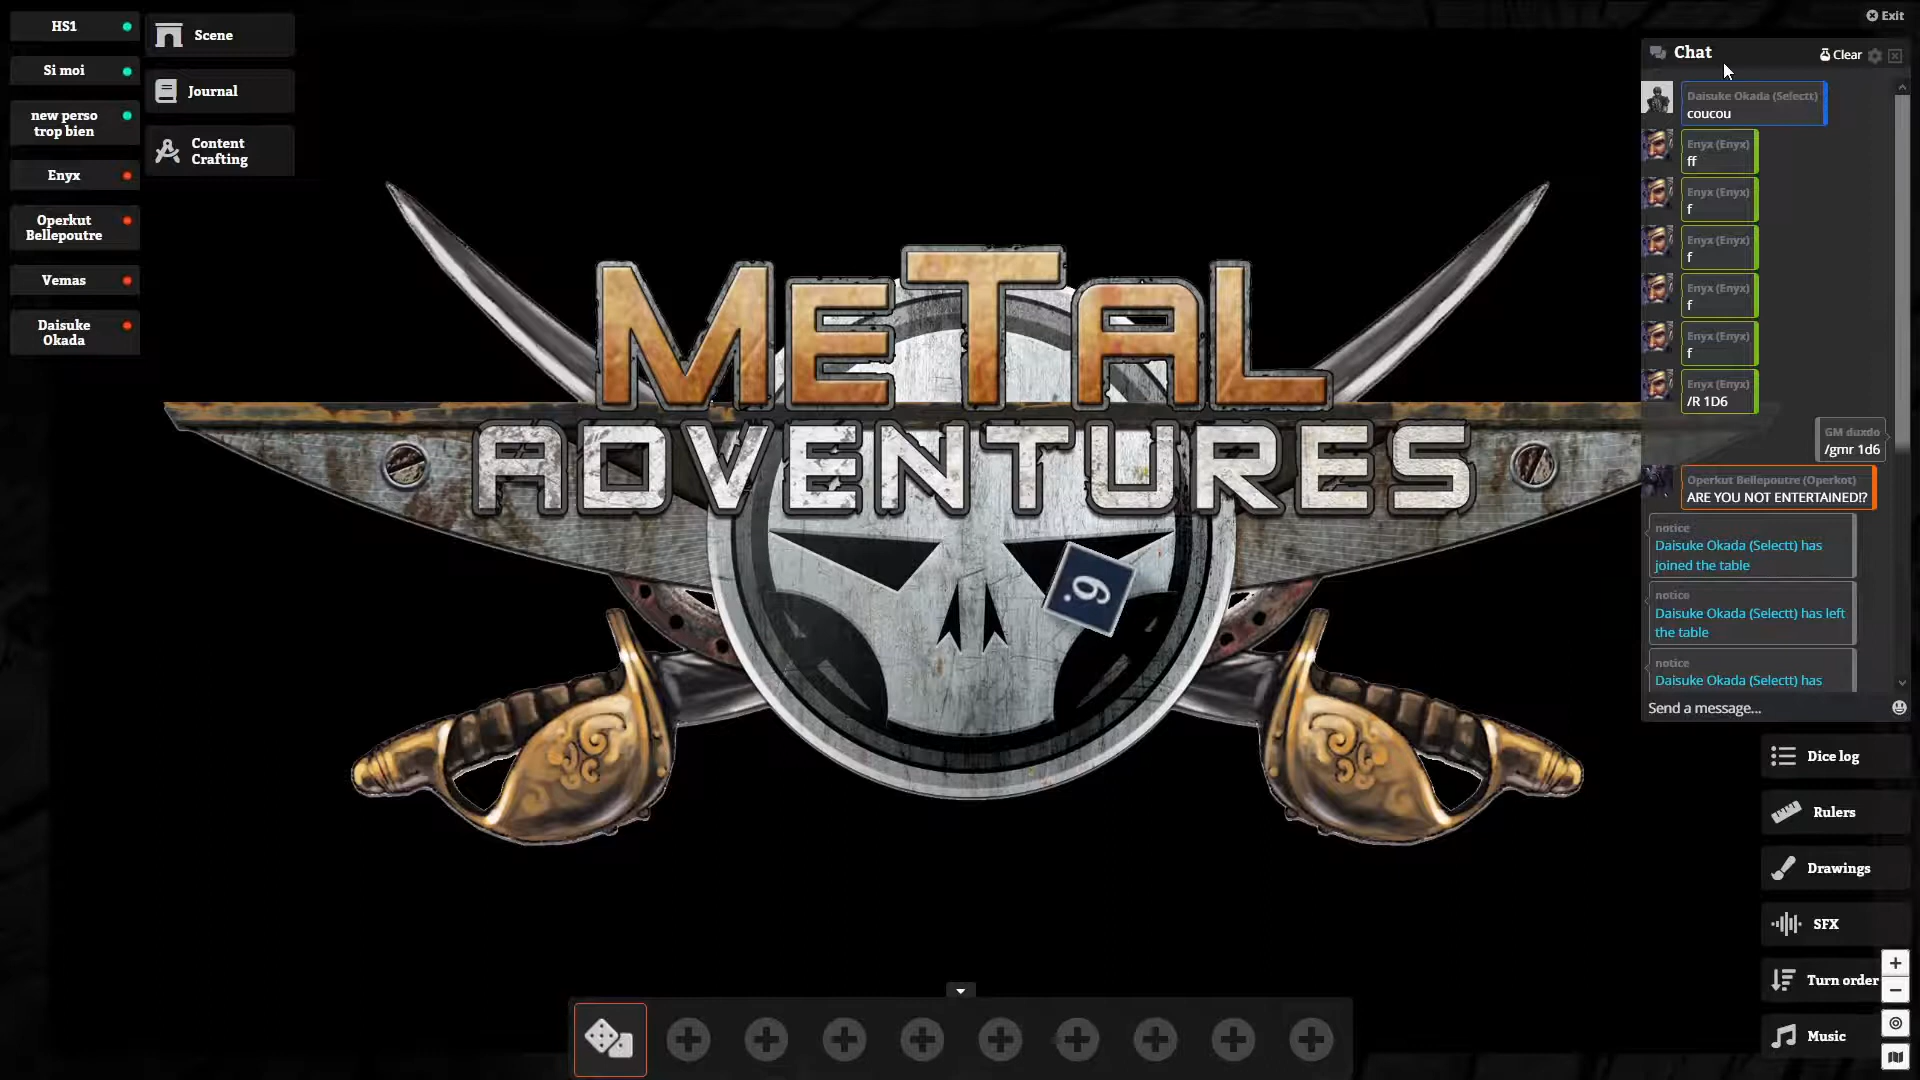 HS1
Si moi
new perso
trop bien
Enyx
Operkut
Bellepoutre
Vemas
Daisuke
Okada
Scene
Journal
Content
Crafting
METAL
ADVENTURES
6.
Exit
Chat
Clear
Daisuke Okada (Selectt)
coucou
Enyx (Enyx)
ff
Enyx (Enyx)
f
Enyx (Enyx)
f
Enyx (Enyx)
f
Enyx (Enyx)
f
Enyx (Enyx)
/R 1D6
GM duxdo
/gmr 1d6
Operkut Bellepoutre (Operkot)
ARE YOU NOT ENTERTAINED!?
notice
Daisuke Okada (Selectt) has
joined the table
notice
Daisuke Okada (Selectt) has left
the table
notice
Daisuke Okada (Selectt) has
Send a message...
Dice log
Rulers
Drawings
SFX
Turn order
Music